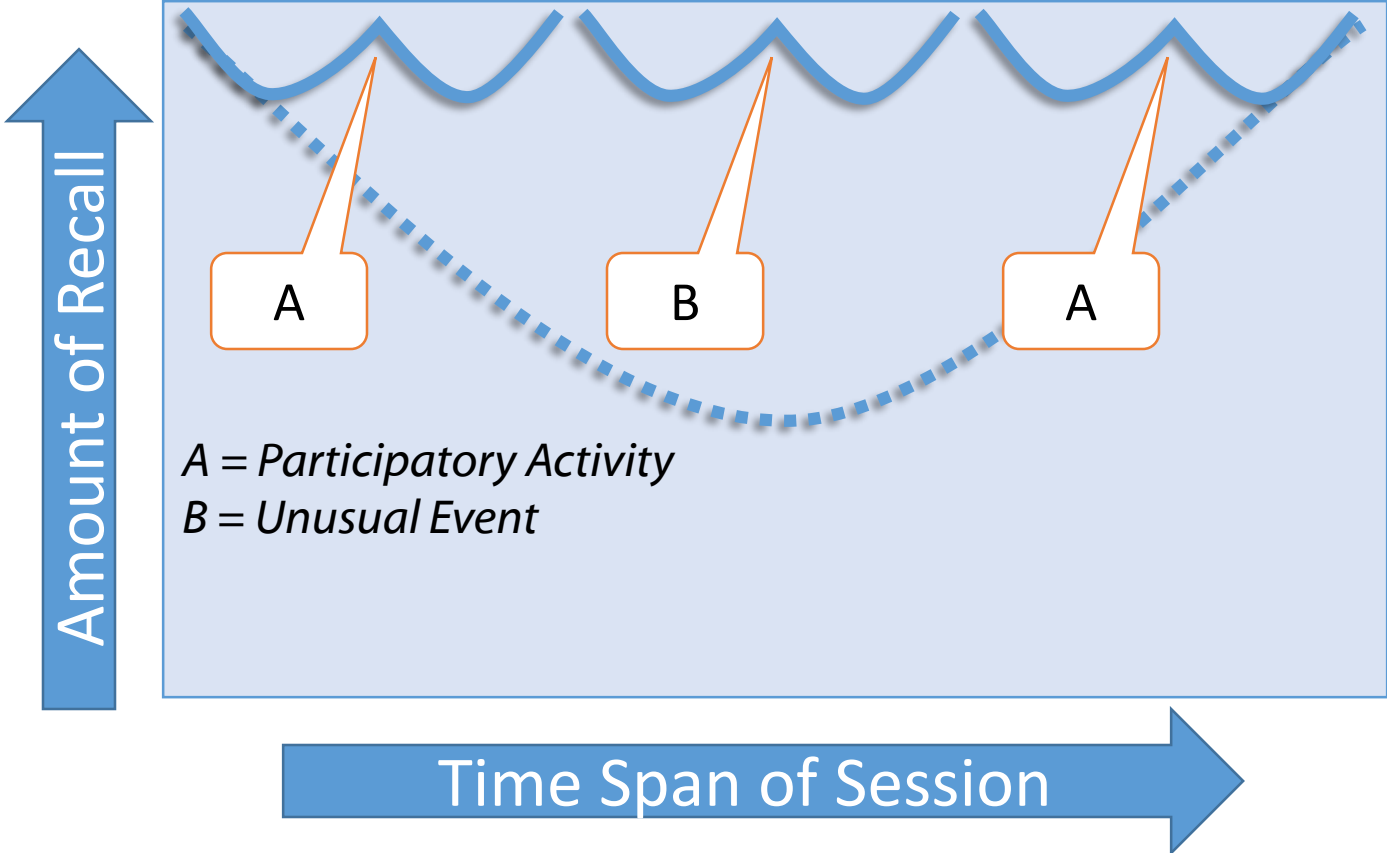 Amount of Recall
A
B
A
A = Participatory Activity
B = Unusual Event
Time Span of Session